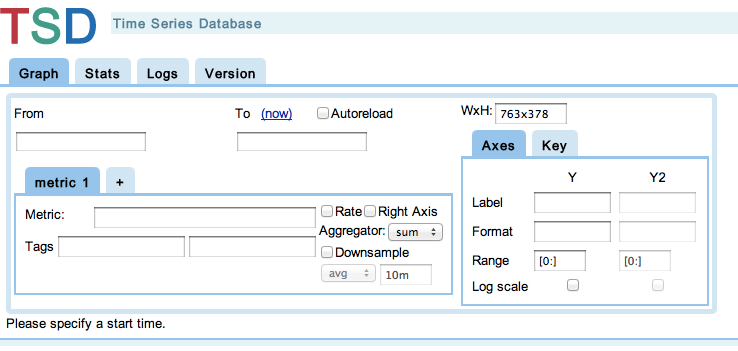 TSD Time Series Database
Graph Stats Logs Version
From To (now) Autoreload WxH: 763x378
Axes Key
metric 1 +
Y Y2
Metric: Rate Right Axis
Label
Aggregator: sum
Format
Tags
Downsample
Range [0:] [0:]
avg 10m
Log scale
Please specify a start time.